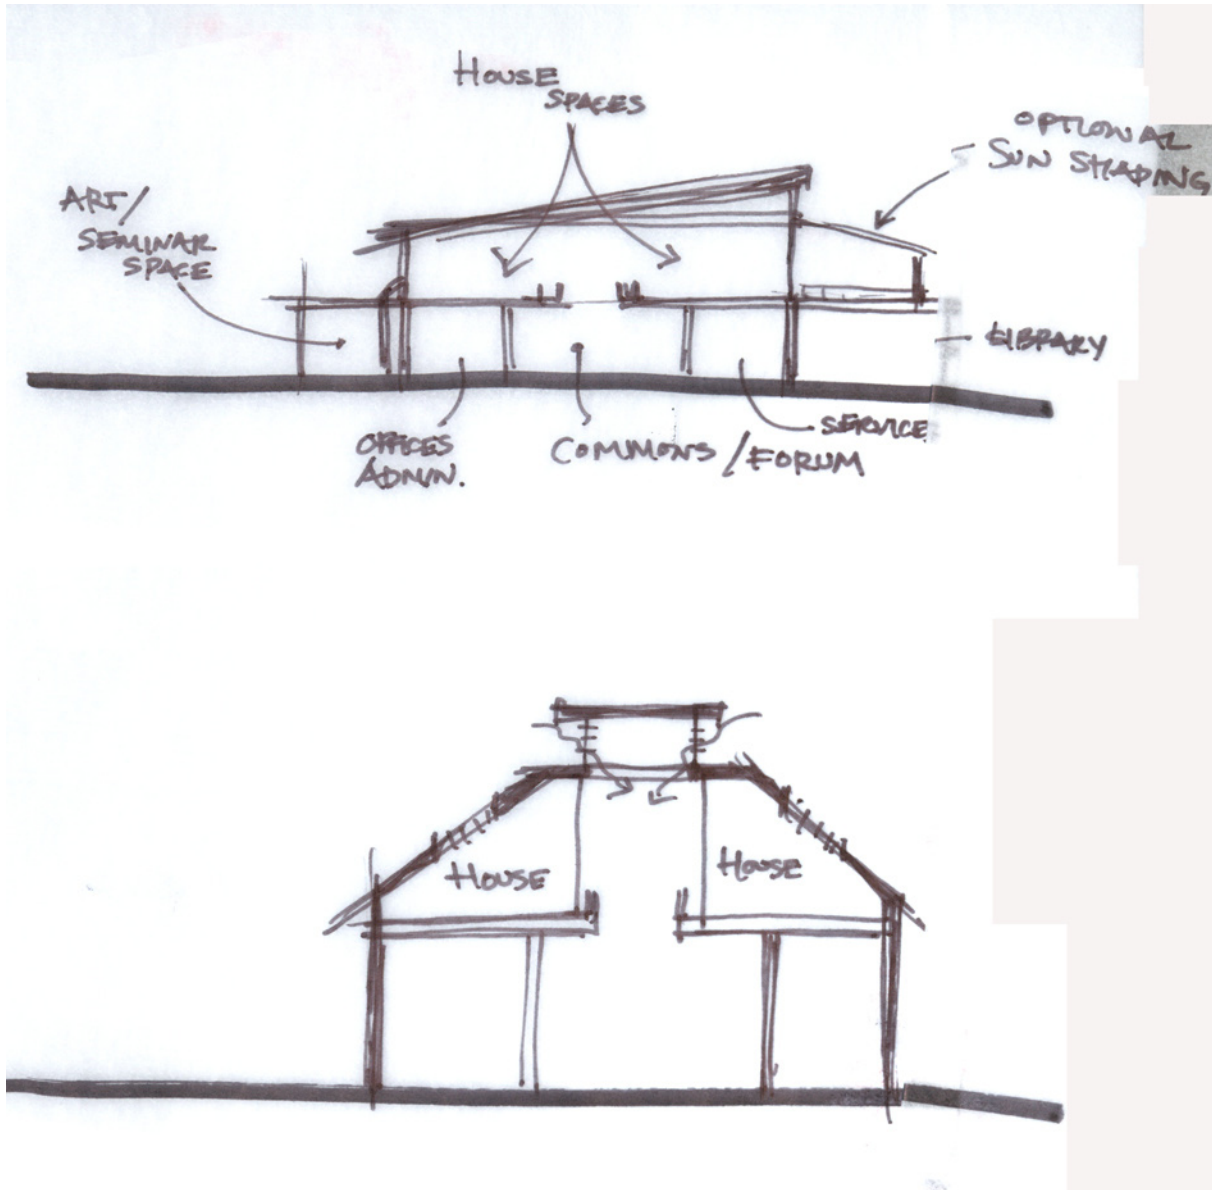 HOUSE
SPACES
OPTIONAL
SUN SHADING
ART/
SEMINAR
SPACE
LIBRARY
SERVICE
OFFICES
ADMIN.
COMMONS / FORUM
HOUSE
HOUSE